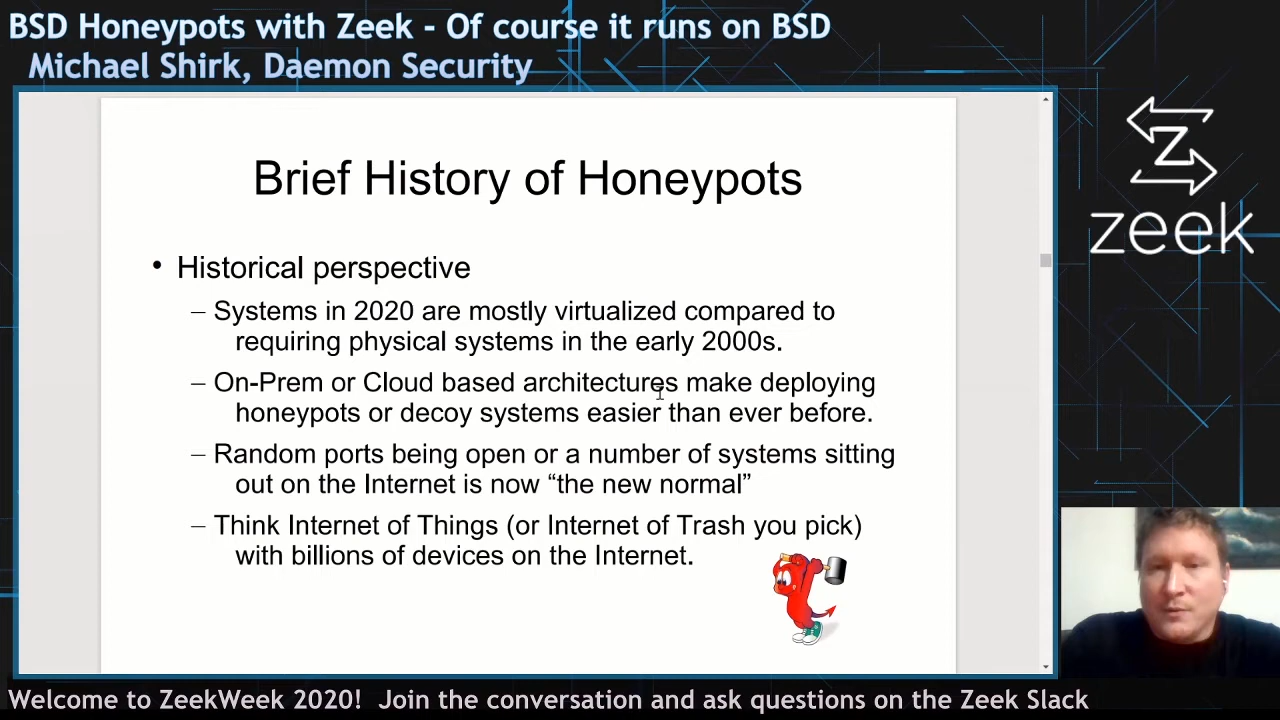 BSD Honeypots with Zeek - Of course it runs on BSD
Michael Shirk, Daemon Security
zeek
Brief History of Honeypots
• Historical perspective
– Systems in 2020 are mostly virtualized compared to
requiring physical systems in the early 2000s.
– On-Prem or Cloud based architectures make deploying
honeypots or decoy systems easier than ever before.
– Random ports being open or a number of systems sitting
out on the Internet is now “the new normal”
– Think Internet of Things (or Internet of Trash you pick)
with billions of devices on the Internet.
Welcome to ZeekWeek 2020! Join the conversation and ask questions on the Zeek Slack